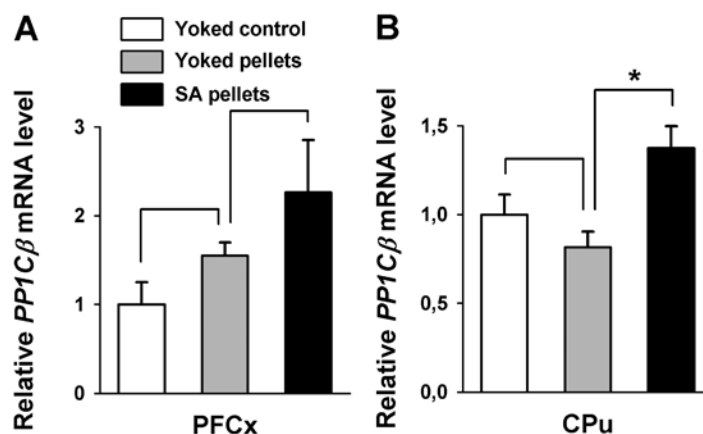 A
Yoked control
Yoked pellets
SA pellets
Relative PP1Cβ mRNA level
3
2
1
0
PFCx
B
*
Relative PP1Cβ mRNA level
1,5
1,0
0,5
0,0
CPu